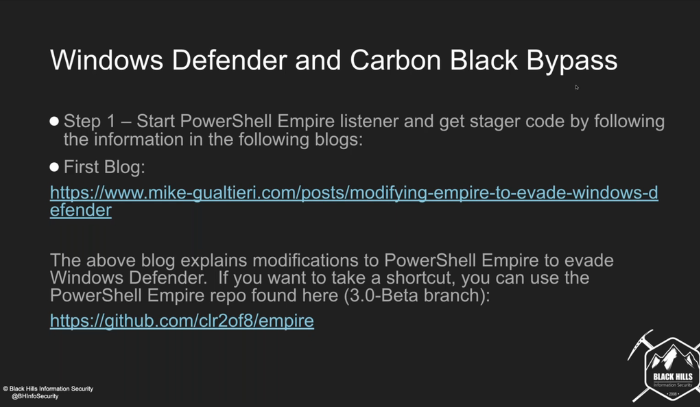 Windows Defender and Carbon Black Bypass
● Step 1 – Start PowerShell Empire listener and get stager code by following
the information in the following blogs:
● First Blog:
https://www.mike-gualtieri.com/posts/modifying-empire-to-evade-windows-d
efender
The above blog explains modifications to PowerShell Empire to evade
Windows Defender.  If you want to take a shortcut, you can use the
PowerShell Empire repo found here (3.0-Beta branch):
https://github.com/clr2of8/empire
BLACK HILLS
Information Security
© Black Hills Information Security
@BHInfoSecurity